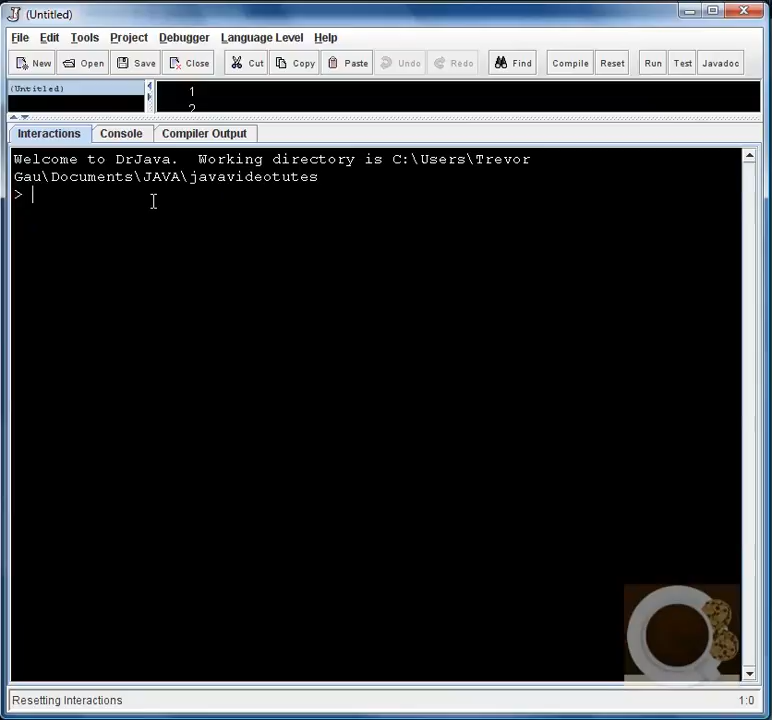 (Untitled)
File Edit Tools Project Debugger Language Level Help
New Open Save Close Cut Copy Paste Undo Redo Find Compile Reset Run Test Javadoc
(Untitled)
1
2
Interactions Console Compiler Output
Welcome to DrJava.  Working directory is C:\Users\Trevor
Gau\Documents\JAVA\javavideotutes
>
Resetting Interactions 1:0